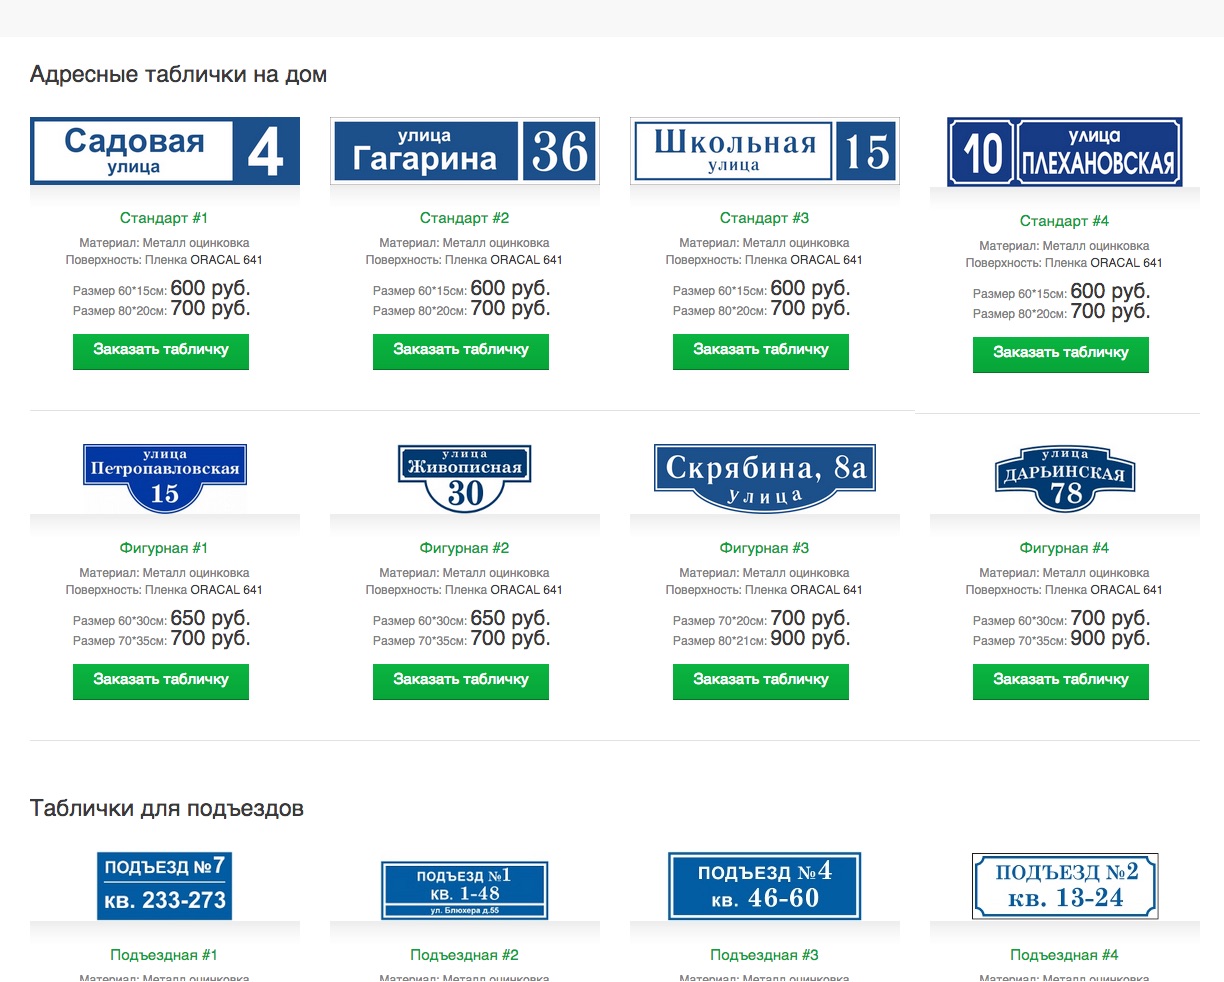 Адресные таблички на дом
Садовая
улица
4
улица
Гагарина
36
Школьная
улица
15
10
улица
ПЛЕХАНОВСКАЯ
Стандарт #1
Материал: Металл оцинковка
Поверхность: Пленка ORACAL 641
Размер 60*15см: 600 руб.
Размер 80*20см: 700 руб.
Заказать табличку
Стандарт #2
Материал: Металл оцинковка
Поверхность: Пленка ORACAL 641
Размер 60*15см: 600 руб.
Размер 80*20см: 700 руб.
Заказать табличку
Стандарт #3
Материал: Металл оцинковка
Поверхность: Пленка ORACAL 641
Размер 60*15см: 600 руб.
Размер 80*20см: 700 руб.
Заказать табличку
Стандарт #4
Материал: Металл оцинковка
Поверхность: Пленка ORACAL 641
Размер 60*15см: 600 руб.
Размер 80*20см: 700 руб.
Заказать табличку
улица
Петропавловская
15
улица
Живописная
30
Скрябина, 8а
улица
улица
ДАРЬИНСКАЯ
78
Фигурная #1
Материал: Металл оцинковка
Поверхность: Пленка ORACAL 641
Размер 60*30см: 650 руб.
Размер 70*35см: 700 руб.
Заказать табличку
Фигурная #2
Материал: Металл оцинковка
Поверхность: Пленка ORACAL 641
Размер 60*30см: 650 руб.
Размер 70*35см: 700 руб.
Заказать табличку
Фигурная #3
Материал: Металл оцинковка
Поверхность: Пленка ORACAL 641
Размер 70*20см: 700 руб.
Размер 80*21см: 900 руб.
Заказать табличку
Фигурная #4
Материал: Металл оцинковка
Поверхность: Пленка ORACAL 641
Размер 60*30см: 700 руб.
Размер 70*35см: 900 руб.
Заказать табличку
Таблички для подъездов
ПОДЪЕЗД №7
кв. 233-273
ПОДЪЕЗД №1
КВ. 1-48
ул. Блюхера д.55
ПОДЪЕЗД №4
кв. 46-60
ПОДЪЕЗД №2
кв. 13-24
Подъездная #1
Материал: Металл оцинковка
Подъездная #2
Материал: Металл оцинковка
Подъездная #3
Материал: Металл оцинковка
Подъездная #4
Материал: Металл оцинковка